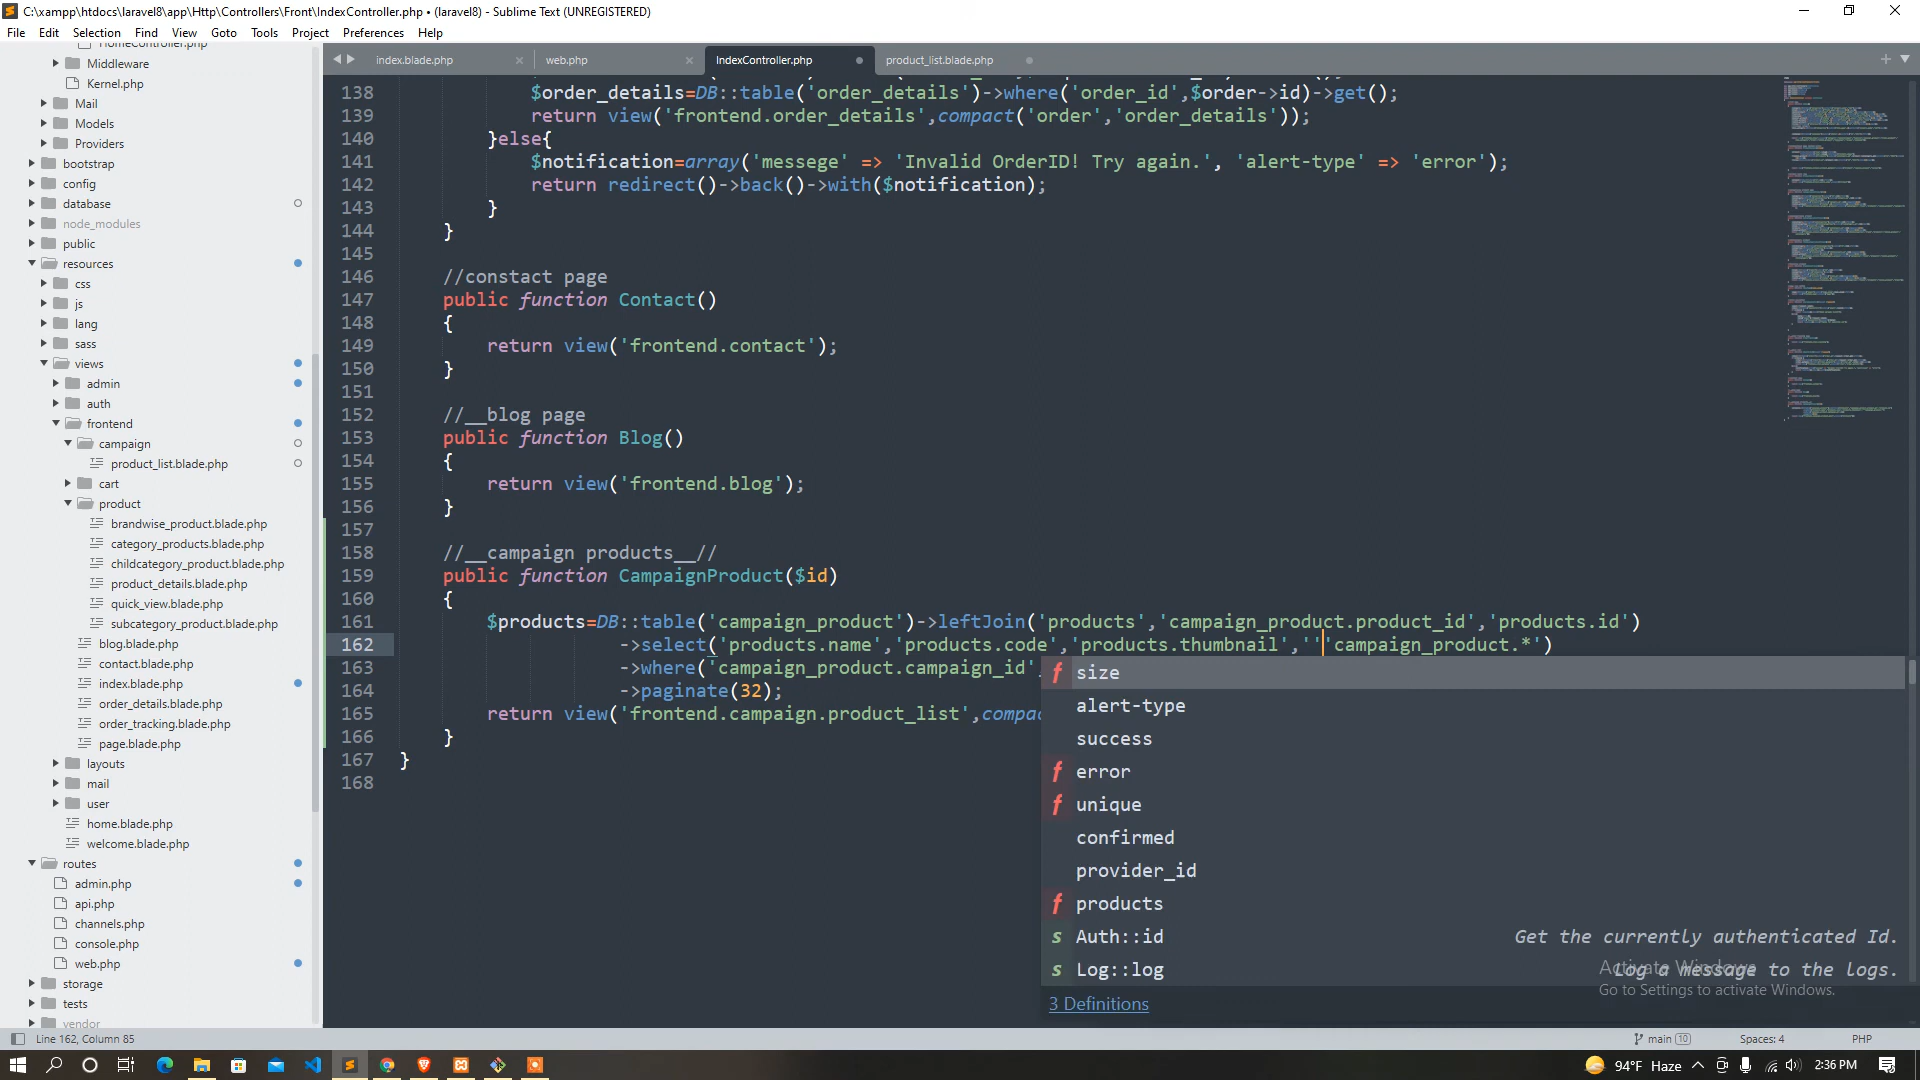 C:\xampp\htdocs\laravel8\app\Http\Controllers\Front\IndexController.php • (laravel8) - Sublime Text (UNREGISTERED)
File Edit Selection Find View Goto Tools Project Preferences Help
HomeController.php
Middleware
Kernel.php
Mail
Models
Providers
bootstrap
config
database
node_modules
public
resources
css
js
lang
sass
views
admin
auth
frontend
campaign
product_list.blade.php
cart
product
brandwise_product.blade.php
category_products.blade.php
childcategory_product.blade.php
product_details.blade.php
quick_view.blade.php
subcategory_product.blade.php
blog.blade.php
contact.blade.php
index.blade.php
order_details.blade.php
order_tracking.blade.php
page.blade.php
layouts
mail
user
home.blade.php
welcome.blade.php
routes
admin.php
api.php
channels.php
console.php
web.php
storage
tests
vendor
index.blade.php web.php IndexController.php product_list.blade.php
138 $order_details=DB::table('order_details')->where('order_id',$order->id)->get();
139 return view('frontend.order_details',compact('order','order_details'));
140 }else{
141 $notification=array('messege' => 'Invalid OrderID! Try again.', 'alert-type' => 'error');
142 return redirect()->back()->with($notification);
143 }
144 }
145
146 //constact page
147 public function Contact()
148 {
149 return view('frontend.contact');
150 }
151
152 //__blog page
153 public function Blog()
154 {
155 return view('frontend.blog');
156 }
157
158 //__campaign products__//
159 public function CampaignProduct($id)
160 {
161 $products=DB::table('campaign_product')->leftJoin('products','campaign_product.product_id','products.id')
162 ->select('products.name','products.code','products.thumbnail','''campaign_product.*')
163 ->where('campaign_product.campaign_id'
164 ->paginate(32);
165 return view('frontend.campaign.product_list',compac
166 }
167 }
168
f size
alert-type
success
f error
f unique
confirmed
provider_id
f products
s Auth::id Get the currently authenticated Id.
s Log::log Log a message to the logs.
3 Definitions
Activate Windows
Go to Settings to activate Windows.
Line 162, Column 85 main 10 Spaces: 4 PHP
94°F Haze 2:36 PM